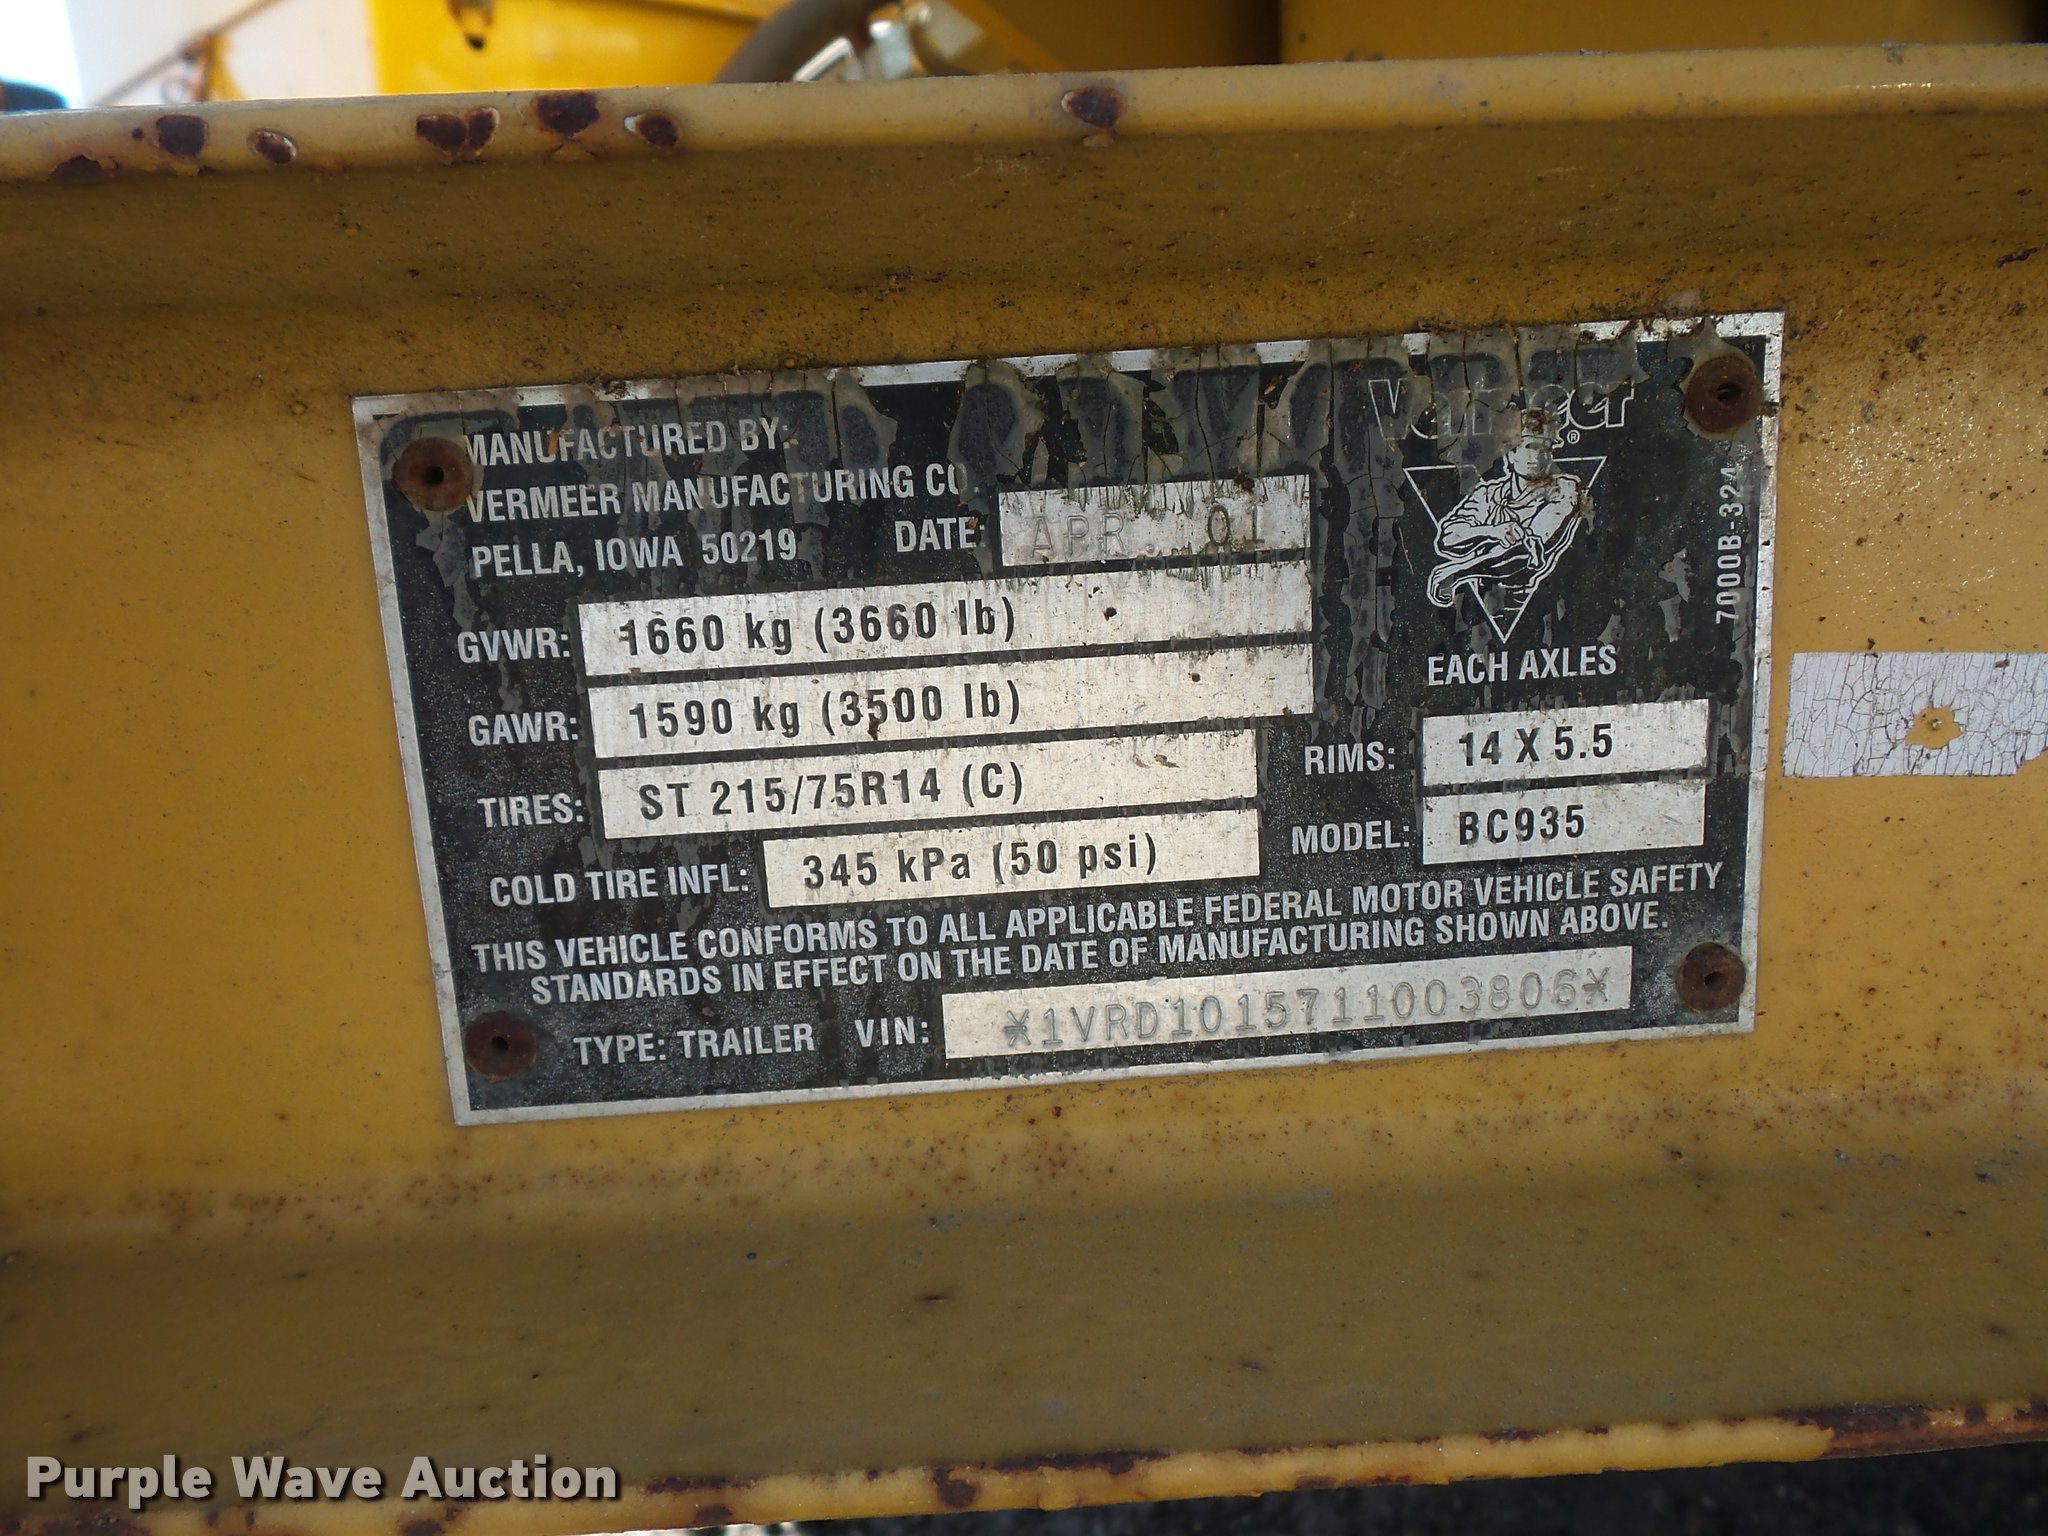 Vermeer
®
MANUFACTURED BY:
VERMEER MANUFACTURING CO.
PELLA, IOWA 50219
DATE: APR. 01
7000B-324
GVWR: 1660 kg (3660 lb)
GAWR: 1590 kg (3500 lb)
EACH AXLES
TIRES: ST 215/75R14 (C)
RIMS: 14 X 5.5
COLD TIRE INFL: 345 kPa (50 psi)
MODEL: BC935
THIS VEHICLE CONFORMS TO ALL APPLICABLE FEDERAL MOTOR VEHICLE SAFETY
STANDARDS IN EFFECT ON THE DATE OF MANUFACTURING SHOWN ABOVE.
TYPE: TRAILER VIN: *1VRD1015711003806*
Purple Wave Auction